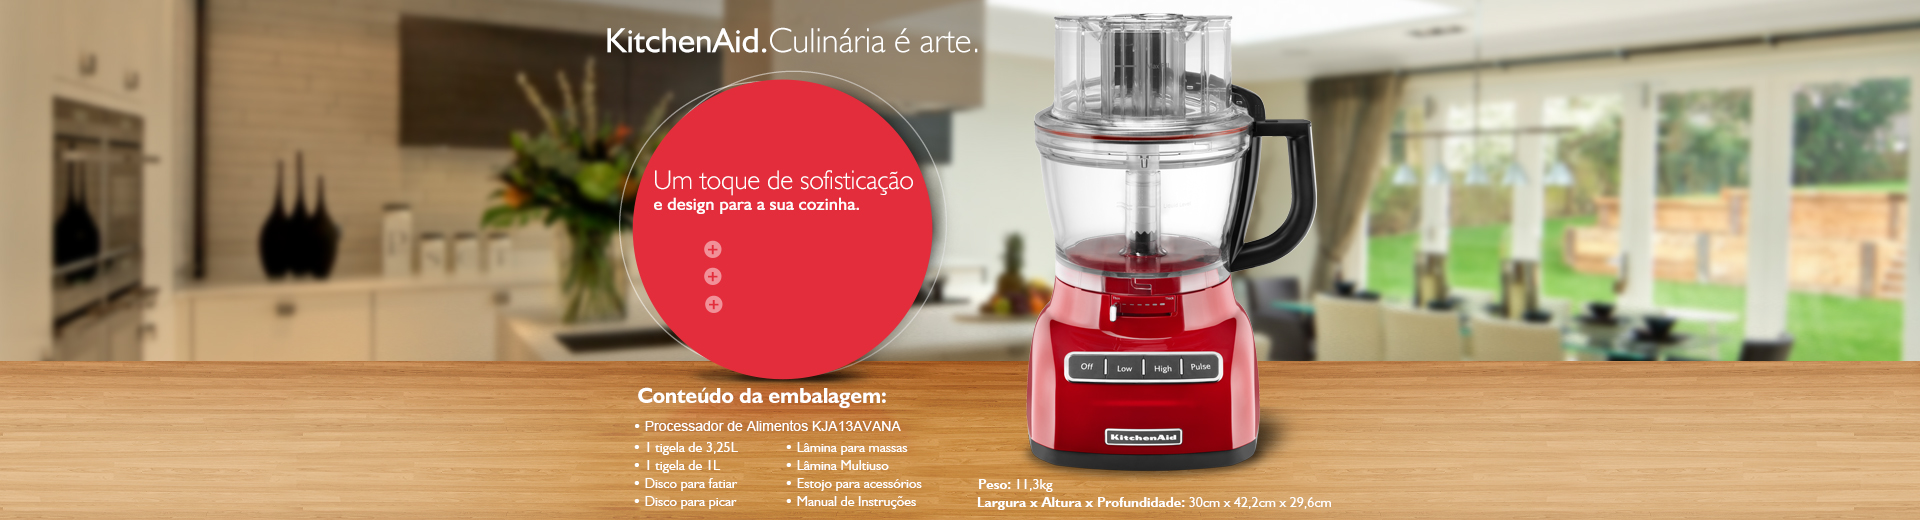 KitchenAid. Culinária é arte.
Um toque de sofisticação
e design para a sua cozinha.
Off Low High Pulse
KitchenAid
Conteúdo da embalagem:
• Processador de Alimentos KJA13AVANA
• 1 tigela de 3,25L
• 1 tigela de 1L
• Disco para fatiar
• Disco para picar
• Lâmina para massas
• Lâmina Multiuso
• Estojo para acessórios
• Manual de Instruções
Peso: 11,3kg
Largura x Altura x Profundidade: 30cm x 42,2cm x 29,6cm